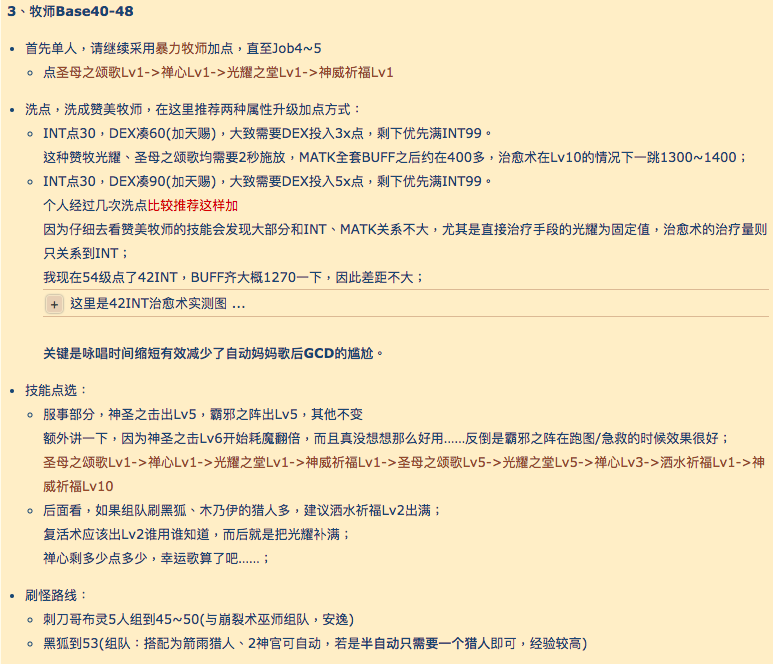 3、牧师Base40-48
首先单人，请继续采用暴力牧师加点，直至Job4~5
点圣母之颂歌Lv1->禅心Lv1->光耀之堂Lv1->神威祈福Lv1
洗点，洗成赞美牧师，在这里推荐两种属性升级加点方式：
INT点30，DEX凑60(加天赐)，大致需要DEX投入3x点，剩下优先满INT99。
这种赞牧光耀、圣母之颂歌均需要2秒施放，MATK全套BUFF之后约在400多，治愈术在Lv10的情况下一跳1300~1400；
INT点30，DEX凑90(加天赐)，大致需要DEX投入5x点，剩下优先满INT99。
个人经过几次洗点比较推荐这样加
因为仔细去看赞美牧师的技能会发现大部分和INT、MATK关系不大，尤其是直接治疗手段的光耀为固定值，治愈术的治疗量则
只关系到INT；
我现在54级点了42INT，BUFF齐大概1270一下，因此差距不大；
+ 这里是42INT治愈术实测图 ...
关键是咏唱时间缩短有效减少了自动妈妈歌后GCD的尴尬。
技能点选：
服事部分，神圣之击出Lv5，霸邪之阵出Lv5，其他不变
额外讲一下，因为神圣之击Lv6开始耗魔翻倍，而且真没想想那么好用......反倒是霸邪之阵在跑图/急救的时候效果很好；
圣母之颂歌Lv1->禅心Lv1->光耀之堂Lv1->神威祈福Lv1->圣母之颂歌Lv5->光耀之堂Lv5->禅心Lv3->洒水祈福Lv1->神
威祈福Lv10
后面看，如果组队刷黑狐、木乃伊的猎人多，建议洒水祈福Lv2出满；
复活术应该出Lv2谁用谁知道，而后就是把光耀补满；
禅心剩多少点多少，幸运歌算了吧......；
刷怪路线：
刺刀哥布灵5人组到45~50(与崩裂术巫师组队，安逸)
黑狐到53(组队：搭配为箭雨猎人、2神官可自动，若是半自动只需要一个猎人即可，经验较高)